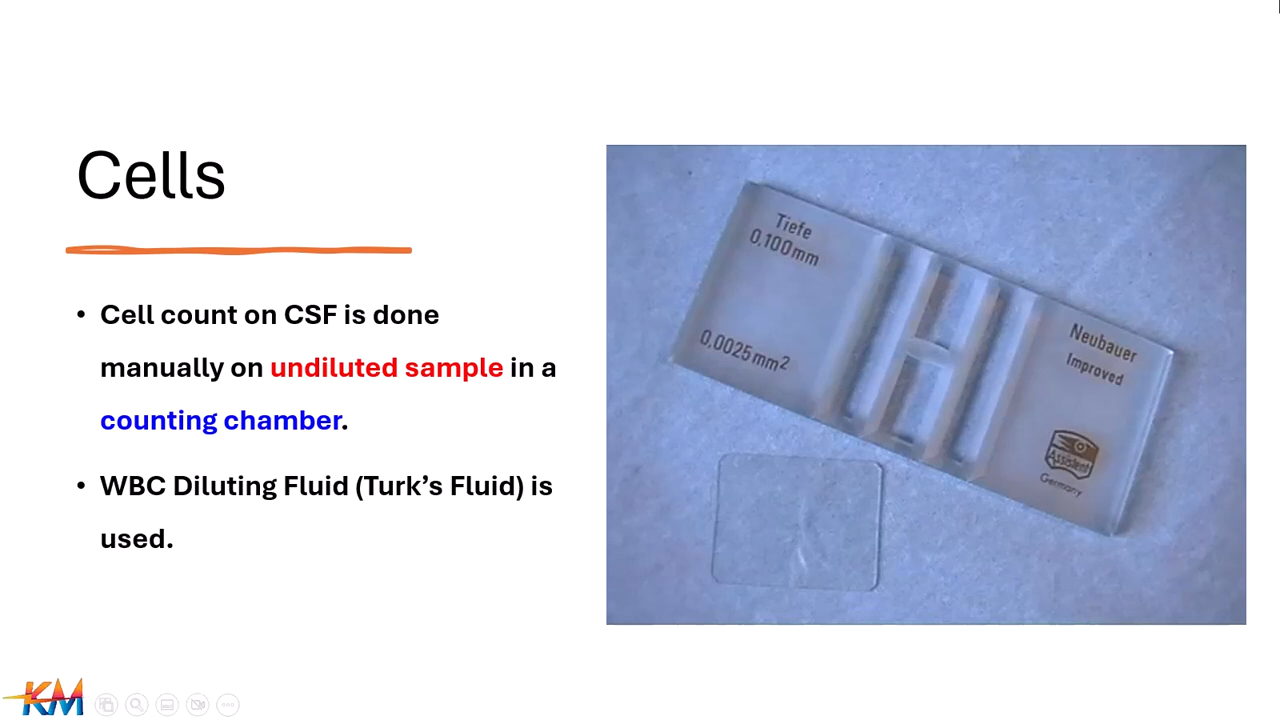 Cells
• Cell count on CSF is done
manually on undiluted sample in a
counting chamber.
• WBC Diluting Fluid (Turk’s Fluid) is
used.
Tiefe
0,100mm
0,0025mm2
Neubauer
Improved
Assistent
Germany
KM